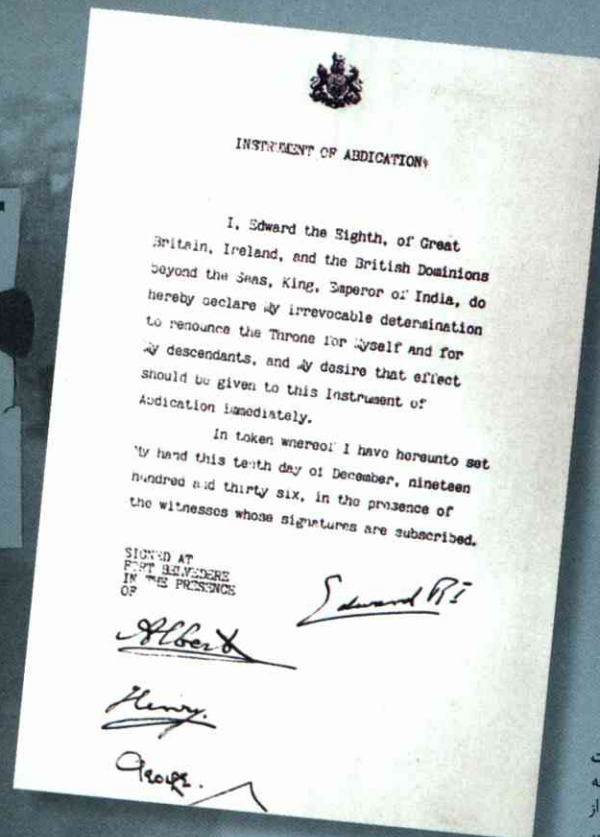 INSTRUMENT OF ABDICATION
I, Edward the Eighth, of Great
Britain, Ireland, and the British Dominions
beyond the Seas, King, Emperor of India, do
hereby declare My irrevocable determination
to renounce the Throne for Myself and for
My descendants, and My desire that effect
should be given to this Instrument of
Abdication immediately.
In token whereof I have hereunto set
My hand this tenth day of December, nineteen
hundred and thirty six, in the presence of
the witnesses whose signatures are subscribed.
SIGNED AT
FORT BELVEDERE
IN THE PRESENCE
OF
Edward RI
Albert
Henry.
George.
از